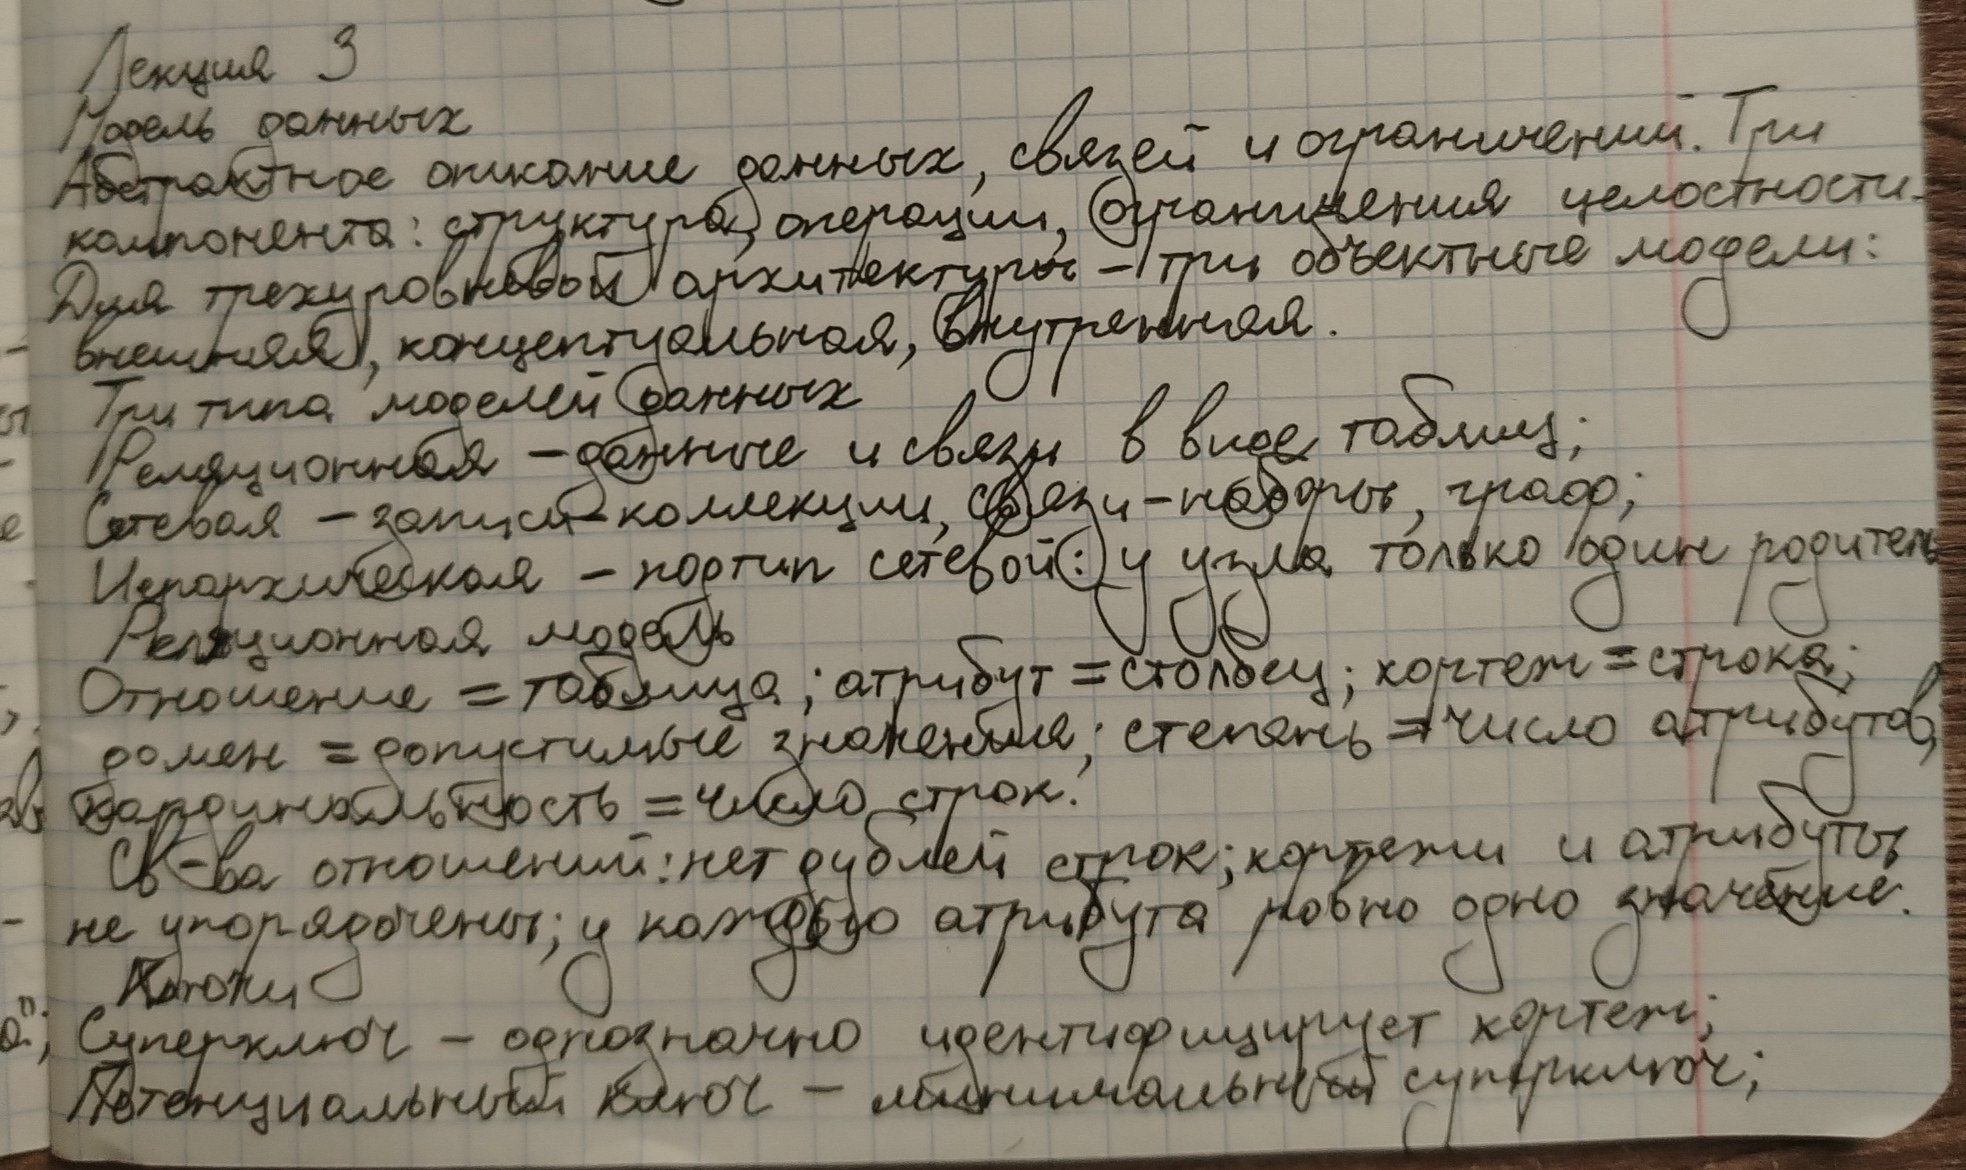 Лекция 3
Модель данных
Абстрактное описание данных, связей и ограничений. Три
компонента: структура, операции, ограничения целостности.
Для трехуровневой архитектуры – три объектные модели:
внешняя, концептуальная, внутренняя.
Три типа моделей данных
Реляционная – данные и связи в виде таблиц;
Сетевая – записи-коллекции, связи-наборы, граф;
Иерархическая – подтип сетевой: у узла только один родитель
Реляционная модель
Отношение = таблица; атрибут = столбец; кортеж = строка;
домен = допустимые значения; степень = число атрибутов;
кардинальность = число строк.
Св-ва отношений: нет дублей строк; кортежи и атрибуты
не упорядочены; у каждого атрибута ровно одно значение.
Ключи
Суперключ – однозначно идентифицирует кортеж;
Потенциальный ключ – минимальный суперключ;